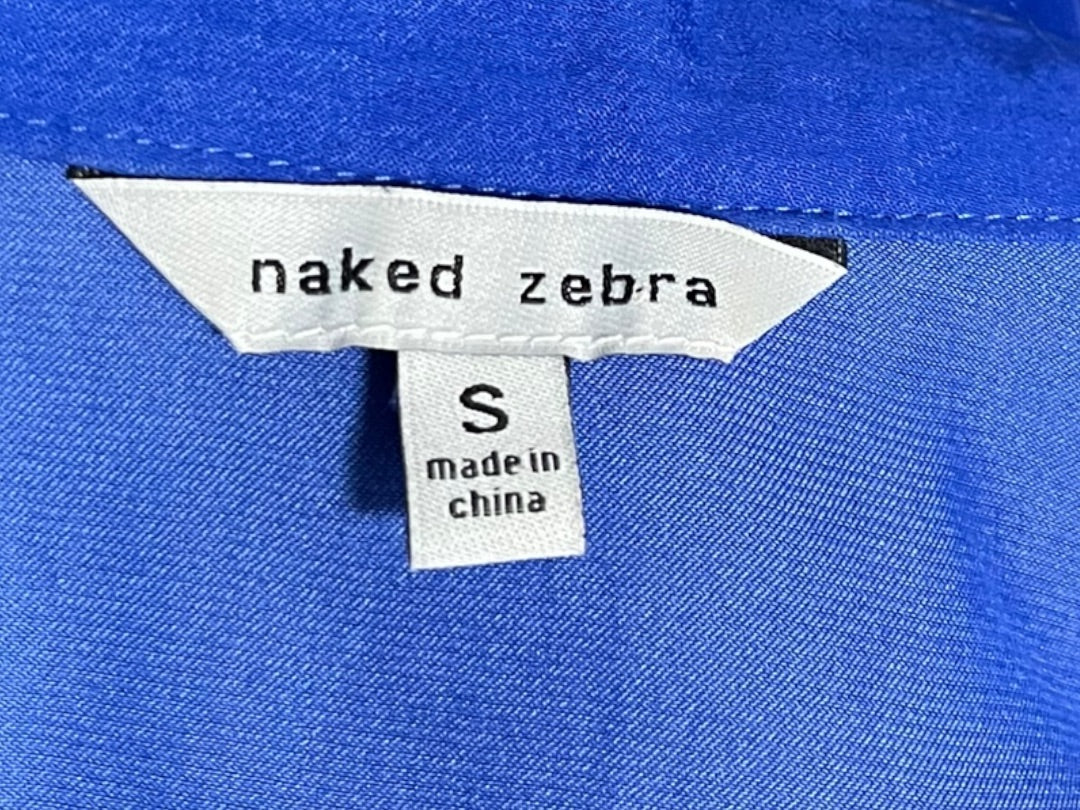 naked zebra
S
made in
china